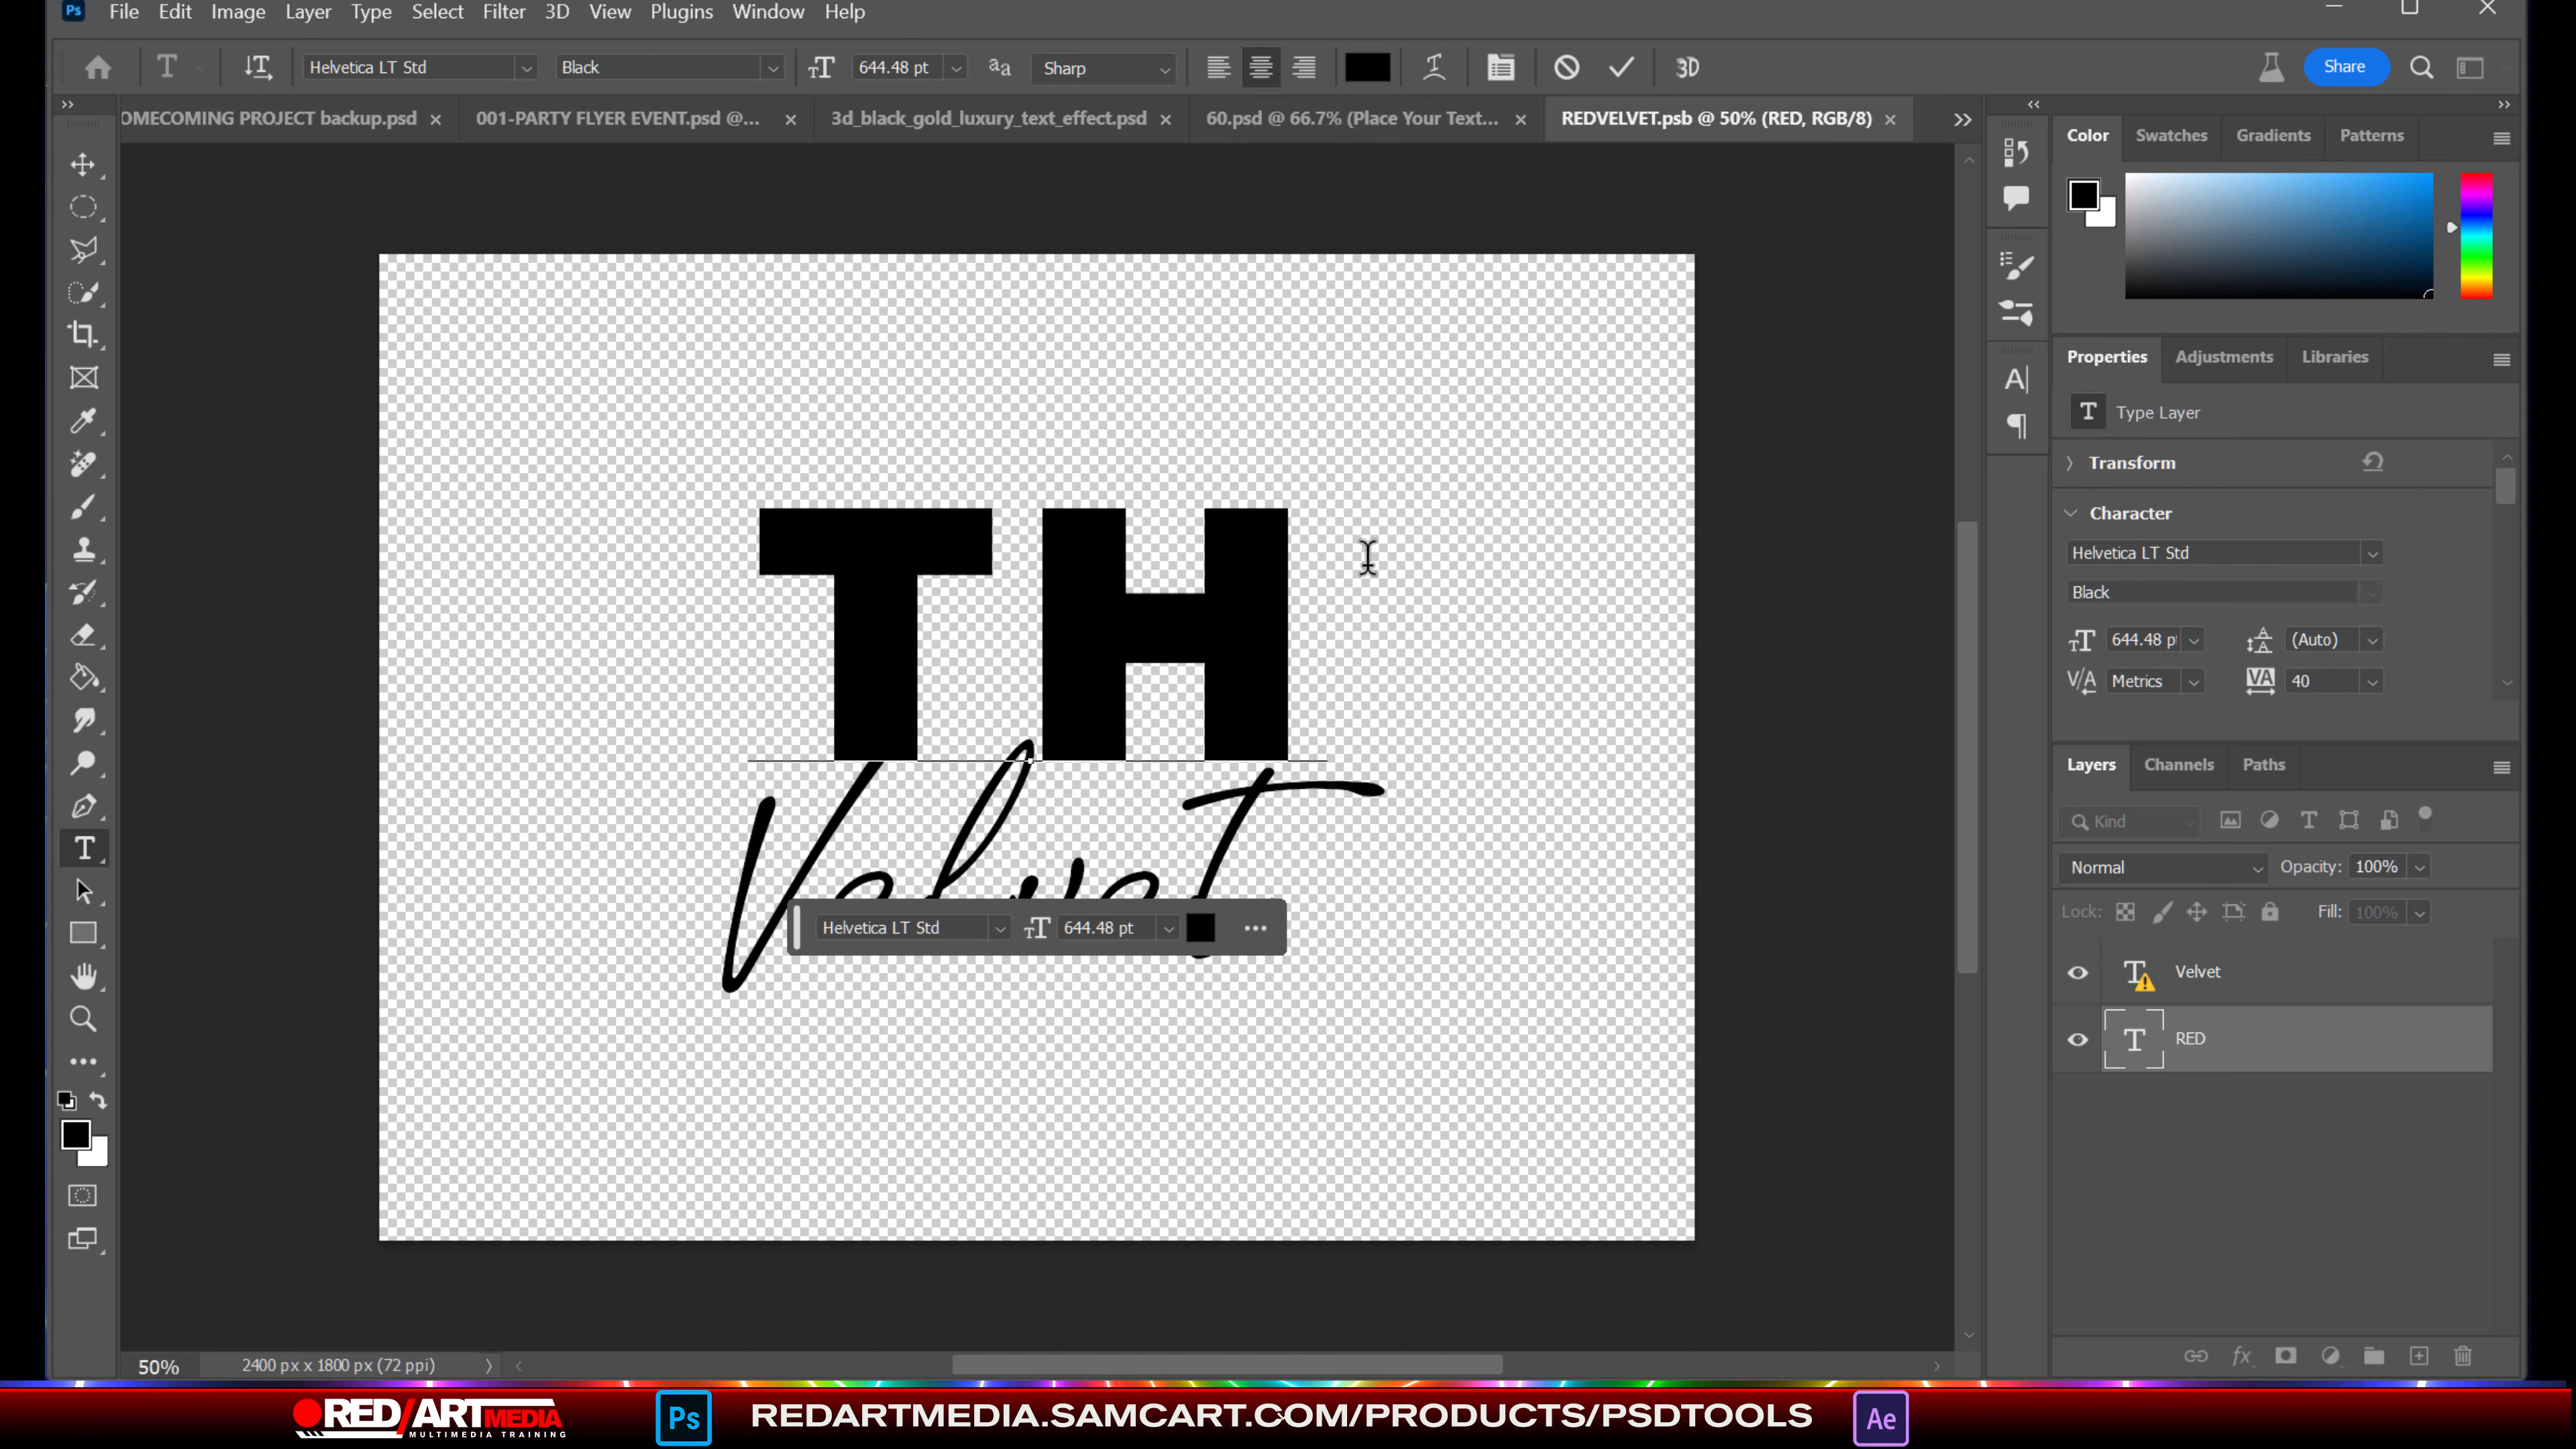 Ps File Edit Image Layer Type Select Filter 3D View Plugins Window Help
T Helvetica LT Std Black 644.48 pt aa Sharp 3D Share
OMECOMING PROJECT backup.psd × 001-PARTY FLYER EVENT.psd @... × 3d_black_gold_luxury_text_effect.psd × 60.psd @ 66.7% (Place Your Text... × REDVELVET.psb @ 50% (RED, RGB/8) ×
Color Swatches Gradients Patterns
Properties Adjustments Libraries
T Type Layer
Transform
Character
Helvetica LT Std
Black
644.48 p (Auto)
Metrics 40
TH
Velvet
Helvetica LT Std 644.48 pt ...
Layers Channels Paths
Kind
Normal Opacity: 100%
Lock: Fill: 100%
Velvet
RED
50% 2400 px x 1800 px (72 ppi)
RED/ART MEDIA
MULTIMEDIA TRAINING
Ps REDARTMEDIA.SAMCART.COM/PRODUCTS/PSDTOOLS Ae